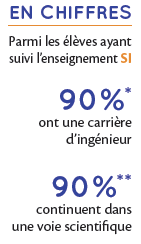 EN CHIFFRES
Parmi les élèves ayant
suivi l'enseignement SI
90%*
ont une carrière
d'ingénieur
90%**
continuent dans
une voie scientifique